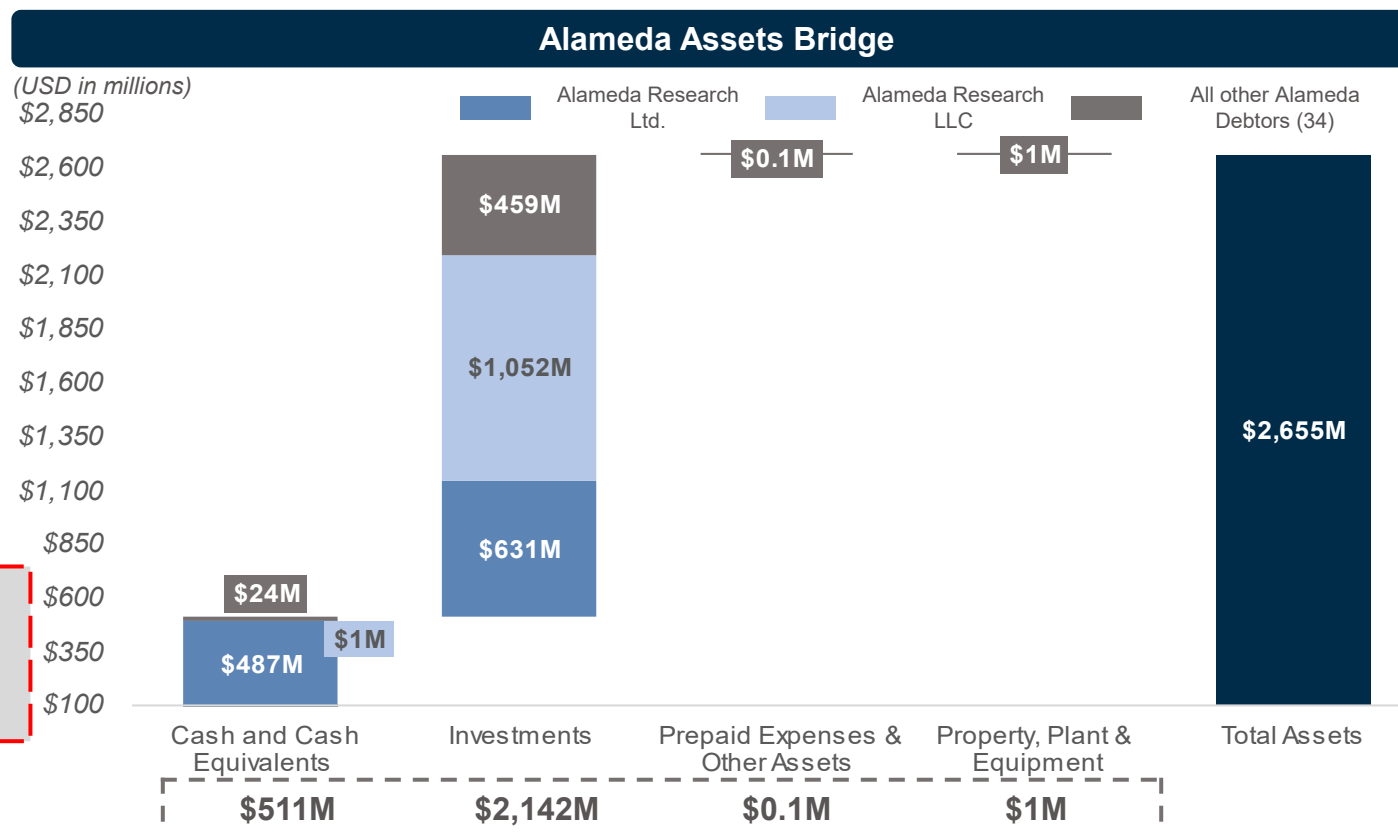 Alameda Assets Bridge
(USD in millions)
Alameda Research
Ltd.
Alameda Research
LLC
All other Alameda
Debtors (34)
$2,850
$2,600
$2,350
$2,100
$1,850
$1,600
$1,350
$1,100
$850
$600
$350
$100
$24M
$1M
$487M
$459M
$1,052M
$631M
$0.1M
$1M
$2,655M
Cash and Cash
Equivalents
Investments
Prepaid Expenses &
Other Assets
Property, Plant &
Equipment
Total Assets
$511M
$2,142M
$0.1M
$1M